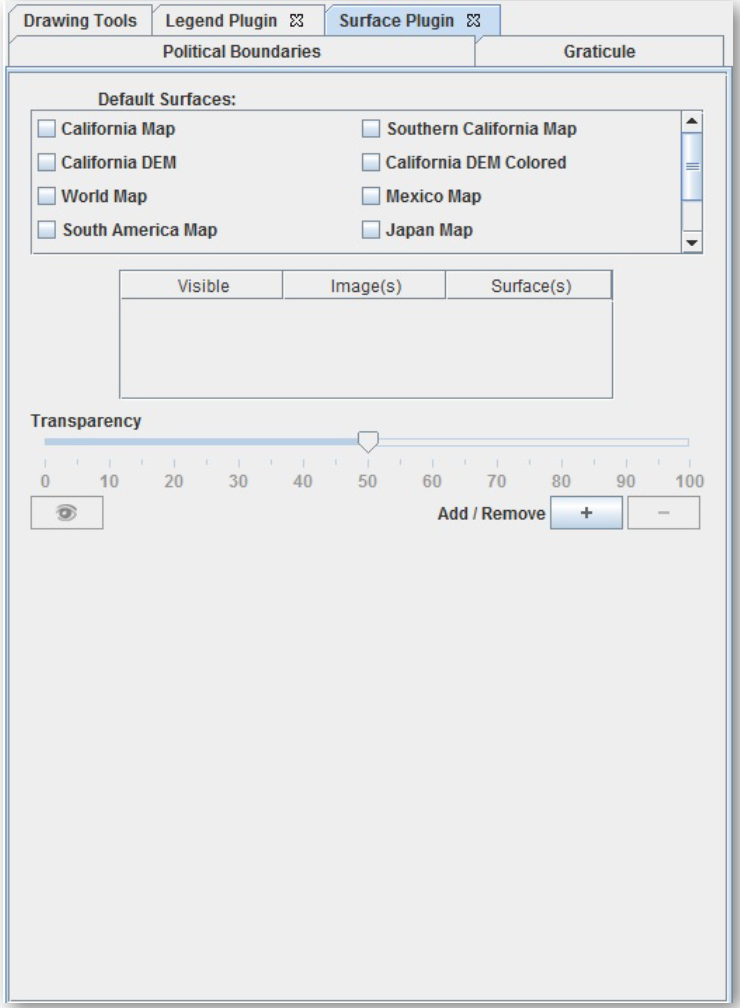 Drawing Tools Legend Plugin Surface Plugin
Political Boundaries Graticule
Default Surfaces:
California Map Southern California Map
California DEM California DEM Colored
World Map Mexico Map
South America Map Japan Map
Visible Image(s) Surface(s)
Transparency
0 10 20 30 40 50 60 70 80 90 100
Add / Remove + −